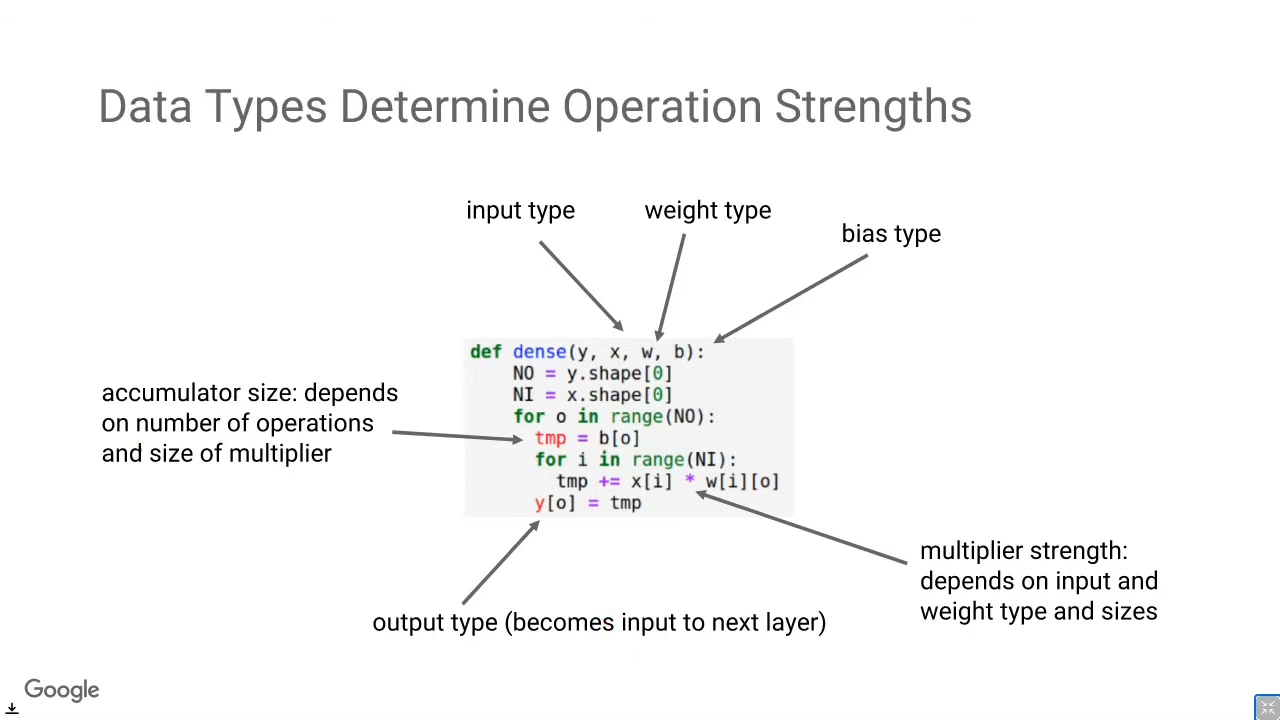 Data Types Determine Operation Strengths
input type
weight type
bias type
def dense(y, x, w, b):
NO = y.shape[0]
NI = x.shape[0]
for o in range(NO):
tmp = b[o]
for i in range(NI):
tmp += x[i] * w[i][o]
y[o] = tmp
accumulator size: depends
on number of operations
and size of multiplier
multiplier strength:
depends on input and
weight type and sizes
output type (becomes input to next layer)
Google